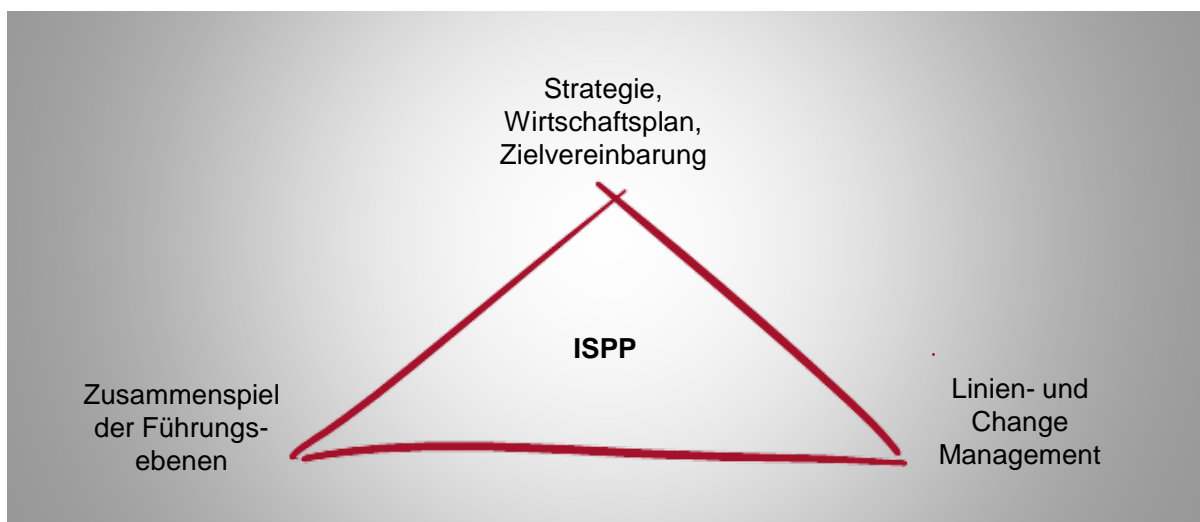 Strategie,
Wirtschaftsplan,
Zielvereinbarung
ISPP
Zusammenspiel
der Führungs-
ebenen
Linien- und
Change
Management